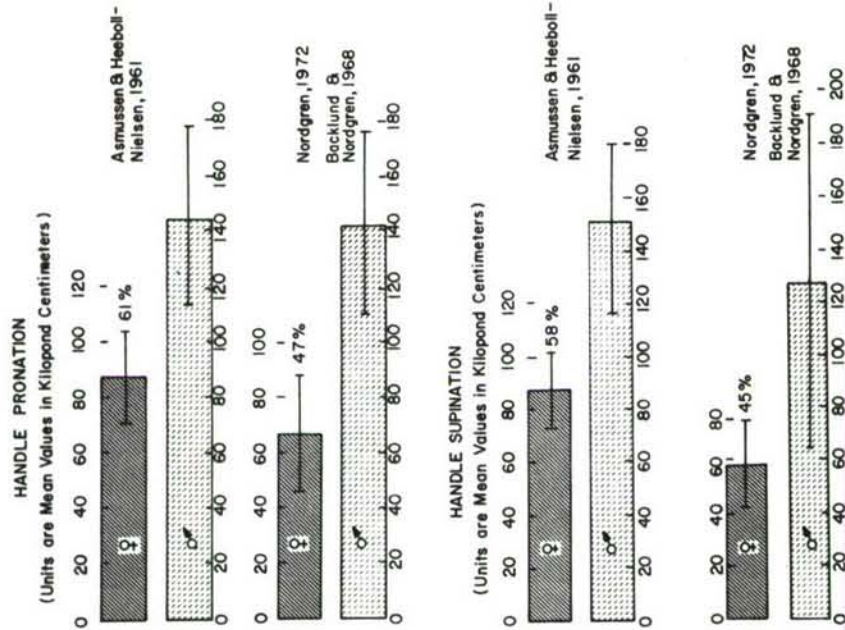 HANDLE PRONATION
(Units are Mean Values in Kilopond Centimeters)
0 20 40 60 80 100 120
♀
61%
Asmussen & Heeboll-
Nielsen, 1961
♂
0 20 40 60 80 100 120 140 160 180
0 20 40 60 80 100
♀
47%
Nordgren, 1972
Backlund &
Nordgren, 1968
♂
0 20 40 60 80 100 120 140 160 180
HANDLE SUPINATION
(Units are Mean Values in Kilopond Centimeters)
0 20 40 60 80 100 120
♀
58%
Asmussen & Heeboll-
Nielsen, 1961
♂
0 20 40 60 80 100 120 140 160 180
0 20 40 60 80
♀
45%
Nordgren, 1972
Backlund &
Nordgren, 1968
♂
0 20 40 60 80 100 120 140 160 180 200